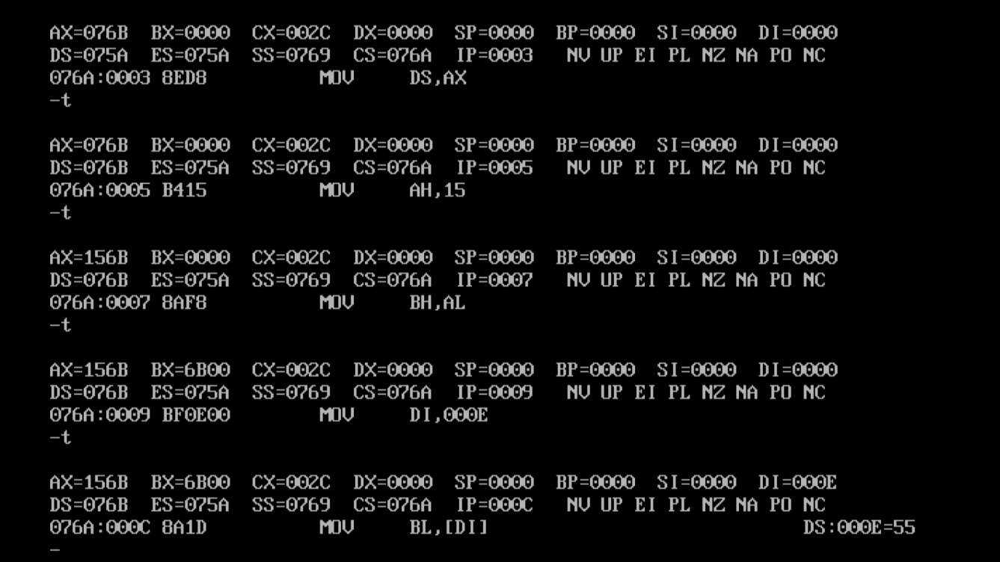 AX=076B  BX=0000  CX=002C  DX=0000  SP=0000  BP=0000  SI=0000  DI=0000
DS=075A  ES=075A  SS=0769  CS=076A  IP=0003   NV UP EI PL NZ NA PO NC
076A:0003 8ED8          MOV     DS,AX
-t
AX=076B  BX=0000  CX=002C  DX=0000  SP=0000  BP=0000  SI=0000  DI=0000
DS=076B  ES=075A  SS=0769  CS=076A  IP=0005   NV UP EI PL NZ NA PO NC
076A:0005 B415          MOV     AH,15
-t
AX=156B  BX=0000  CX=002C  DX=0000  SP=0000  BP=0000  SI=0000  DI=0000
DS=076B  ES=075A  SS=0769  CS=076A  IP=0007   NV UP EI PL NZ NA PO NC
076A:0007 8AF8          MOV     BH,AL
-t
AX=156B  BX=6B00  CX=002C  DX=0000  SP=0000  BP=0000  SI=0000  DI=0000
DS=076B  ES=075A  SS=0769  CS=076A  IP=0009   NV UP EI PL NZ NA PO NC
076A:0009 BF0E00        MOV     DI,000E
-t
AX=156B  BX=6B00  CX=002C  DX=0000  SP=0000  BP=0000  SI=0000  DI=000E
DS=076B  ES=075A  SS=0769  CS=076A  IP=000C   NV UP EI PL NZ NA PO NC
076A:000C 8A1D          MOV     BL,[DI]                            DS:000E=55
-